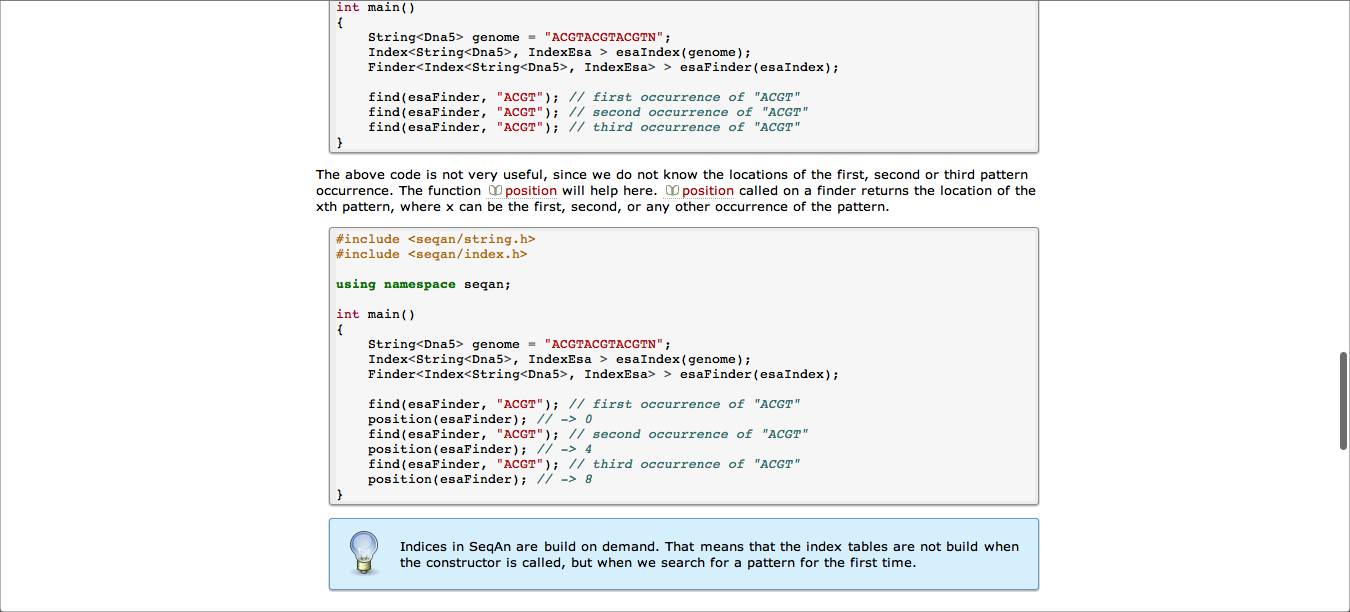 int main()
{
    String<Dna5> genome = "ACGTACGTACGTN";
    Index<String<Dna5>, IndexEsa > esaIndex(genome);
    Finder<Index<String<Dna5>, IndexEsa> > esaFinder(esaIndex);

    find(esaFinder, "ACGT"); // first occurrence of "ACGT"
    find(esaFinder, "ACGT"); // second occurrence of "ACGT"
    find(esaFinder, "ACGT"); // third occurrence of "ACGT"
}
The above code is not very useful, since we do not know the locations of the first, second or third pattern
occurrence. The function position will help here. position called on a finder returns the location of the
xth pattern, where x can be the first, second, or any other occurrence of the pattern.
#include <seqan/string.h>
#include <seqan/index.h>

using namespace seqan;

int main()
{
    String<Dna5> genome = "ACGTACGTACGTN";
    Index<String<Dna5>, IndexEsa > esaIndex(genome);
    Finder<Index<String<Dna5>, IndexEsa> > esaFinder(esaIndex);

    find(esaFinder, "ACGT"); // first occurrence of "ACGT"
    position(esaFinder); // -> 0
    find(esaFinder, "ACGT"); // second occurrence of "ACGT"
    position(esaFinder); // -> 4
    find(esaFinder, "ACGT"); // third occurrence of "ACGT"
    position(esaFinder); // -> 8
}
Indices in SeqAn are build on demand. That means that the index tables are not build when
the constructor is called, but when we search for a pattern for the first time.